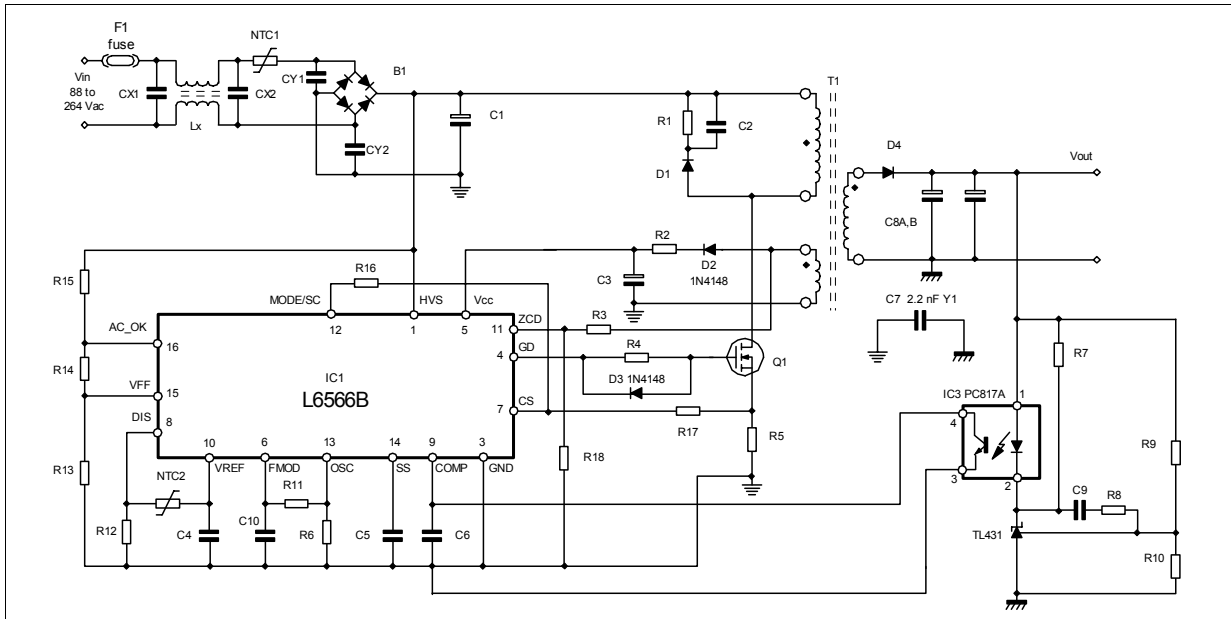 F1
fuse
NTC1
Vin
88 to
264 Vac
CX1
Lx
CX2
CY1
B1
CY2
C1
R1
C2
D1
T1
D4
Vout
C8A,B
R2
D2
1N4148
C3
C7 2.2 nF Y1
R15
R16
MODE/SC
HVS
Vcc
12
1
5
ZCD
11
R3
AC_OK
16
GD
4
R4
Q1
R7
R14
VFF
15
IC1
L6566B
D3 1N4148
IC3 PC817A
1
DIS
8
CS
7
R17
R5
4
R9
R13
10
6
13
14
9
3
VREF
FMOD
OSC
SS
COMP
GND
R18
3
2
NTC2
R11
C9
R8
R12
C4
C10
R6
C5
C6
TL431
R10